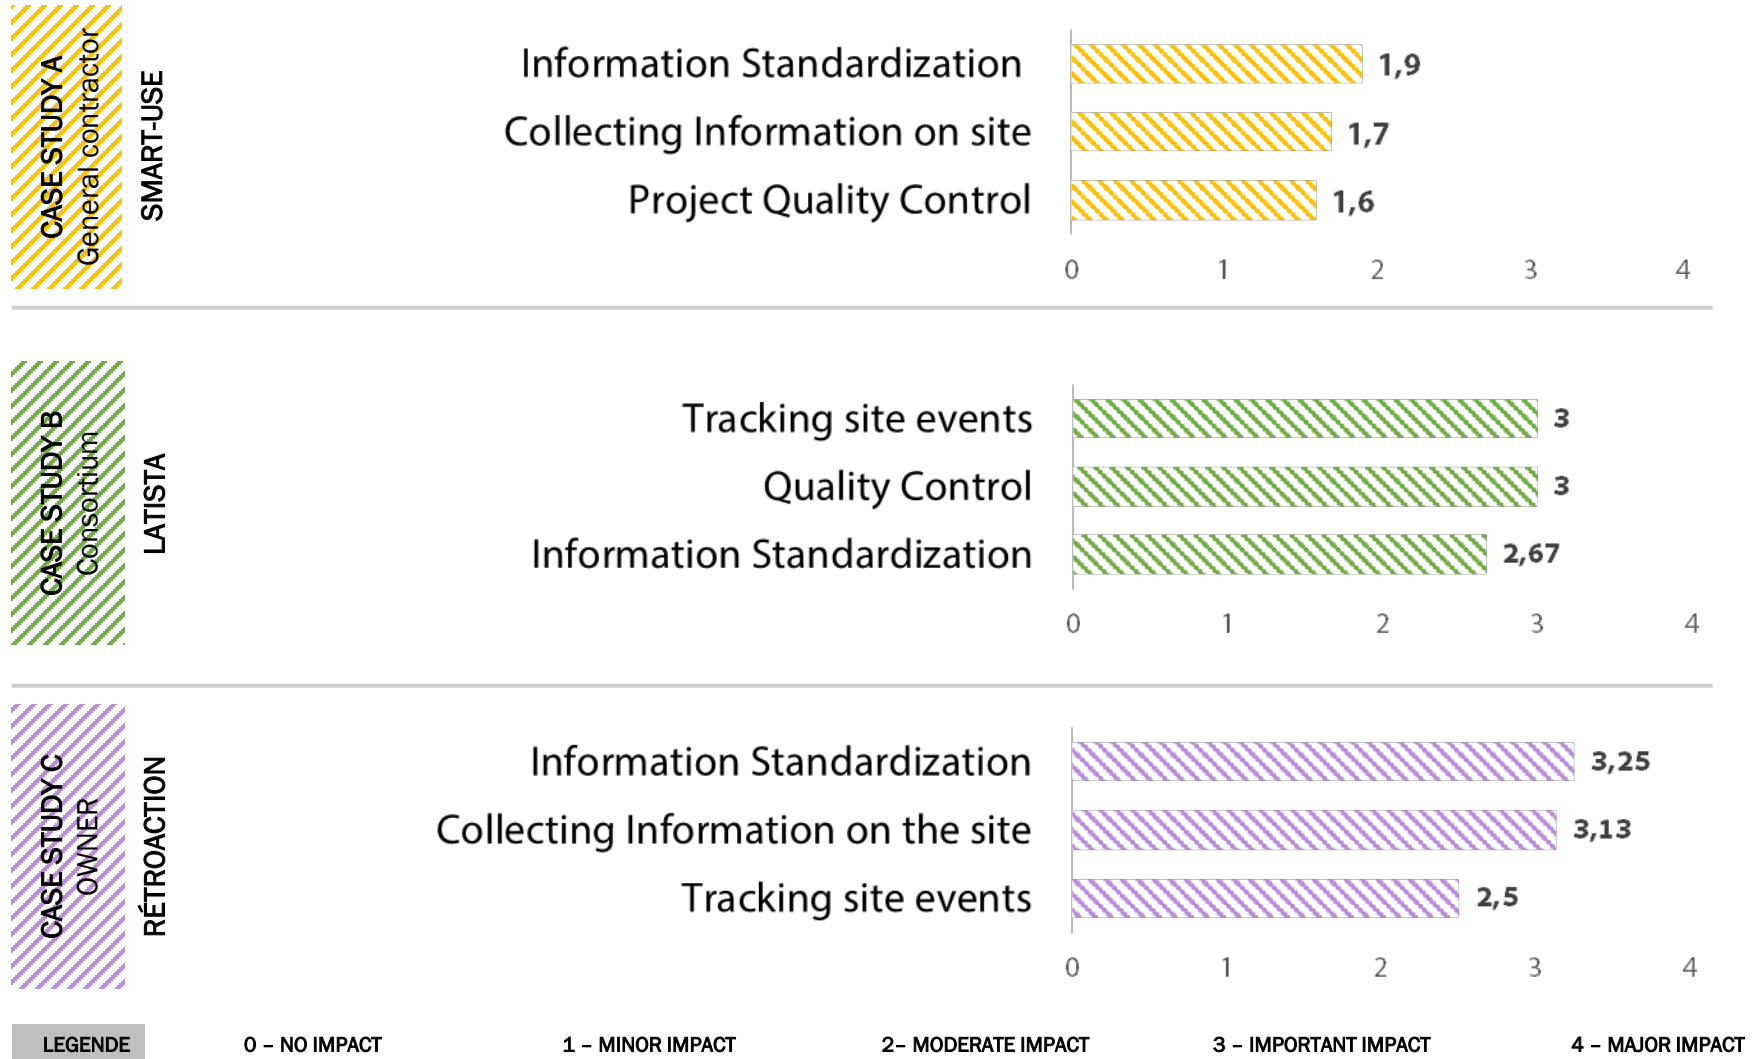 CASE STUDY A
General contractor
SMART-USE
Information Standardization 1,9
Collecting Information on site 1,7
Project Quality Control 1,6
0 1 2 3 4
CASE STUDY B
Consortium
LATISTA
Tracking site events 3
Quality Control 3
Information Standardization 2,67
0 1 2 3 4
CASE STUDY C
OWNER
RÉTROACTION
Information Standardization 3,25
Collecting Information on the site 3,13
Tracking site events 2,5
0 1 2 3 4
LEGENDE 0 – NO IMPACT 1 – MINOR IMPACT 2– MODERATE IMPACT 3 – IMPORTANT IMPACT 4 – MAJOR IMPACT